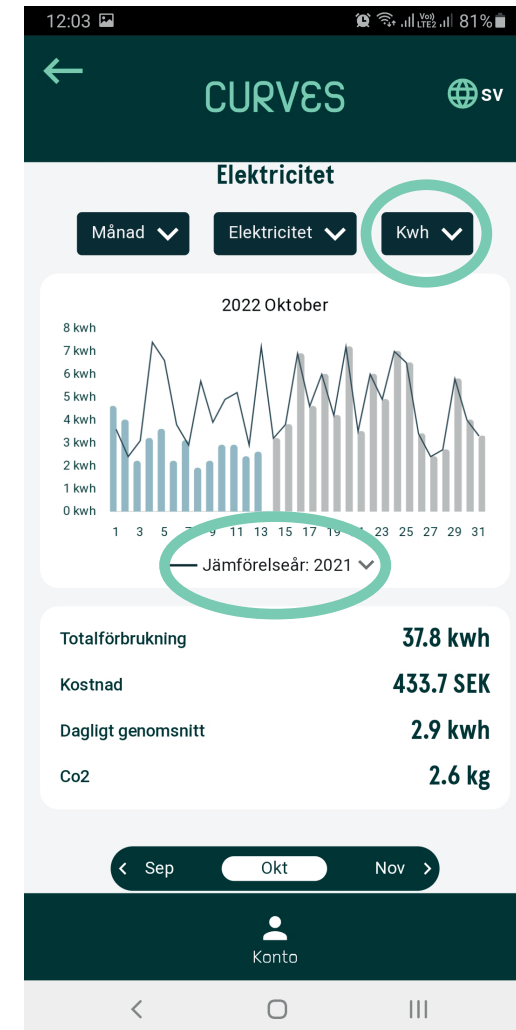 12:03 Vo)) LTE2 81%
CURVES SV
Elektricitet
Månad Elektricitet Kwh
2022 Oktober
8 kwh
7 kwh
6 kwh
5 kwh
4 kwh
3 kwh
2 kwh
1 kwh
0 kwh
1 3 5 7 9 11 13 15 17 19 23 25 27 29 31
Jämförelseår: 2021
Totalförbrukning 37.8 kwh
Kostnad 433.7 SEK
Dagligt genomsnitt 2.9 kwh
Co2 2.6 kg
Sep Okt Nov
Konto